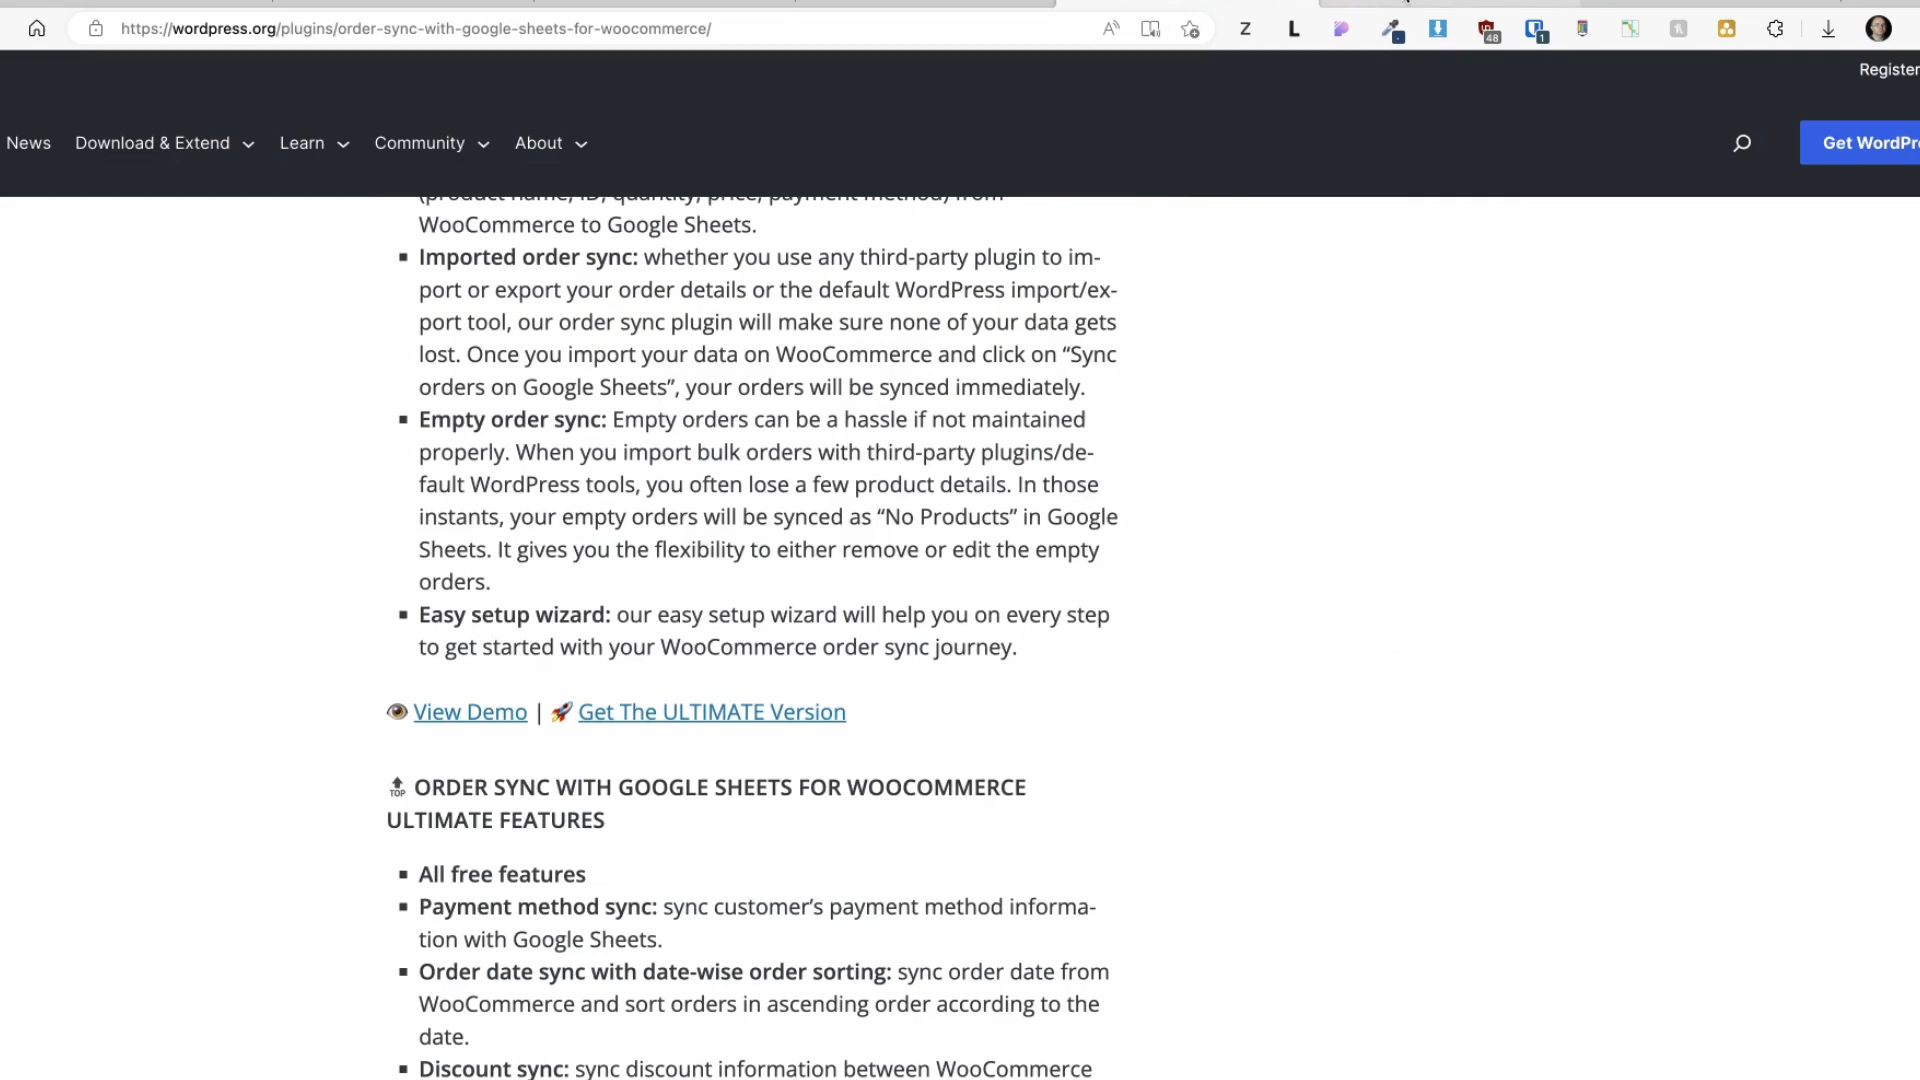 https://wordpress.org/plugins/order-sync-with-google-sheets-for-woocommerce/
Z L 48 1
Register
News Download & Extend Learn Community About Get WordPre
(product name, ID, quantity, price, payment method) from
WooCommerce to Google Sheets.
▪ Imported order sync: whether you use any third-party plugin to im-
port or export your order details or the default WordPress import/ex-
port tool, our order sync plugin will make sure none of your data gets
lost. Once you import your data on WooCommerce and click on “Sync
orders on Google Sheets”, your orders will be synced immediately.
▪ Empty order sync: Empty orders can be a hassle if not maintained
properly. When you import bulk orders with third-party plugins/de-
fault WordPress tools, you often lose a few product details. In those
instants, your empty orders will be synced as “No Products” in Google
Sheets. It gives you the flexibility to either remove or edit the empty
orders.
▪ Easy setup wizard: our easy setup wizard will help you on every step
to get started with your WooCommerce order sync journey.
👁 View Demo | 🚀 Get The ULTIMATE Version
🔝 ORDER SYNC WITH GOOGLE SHEETS FOR WOOCOMMERCE
ULTIMATE FEATURES
▪ All free features
▪ Payment method sync: sync customer’s payment method informa-
tion with Google Sheets.
▪ Order date sync with date-wise order sorting: sync order date from
WooCommerce and sort orders in ascending order according to the
date.
▪ Discount sync: sync discount information between WooCommerce